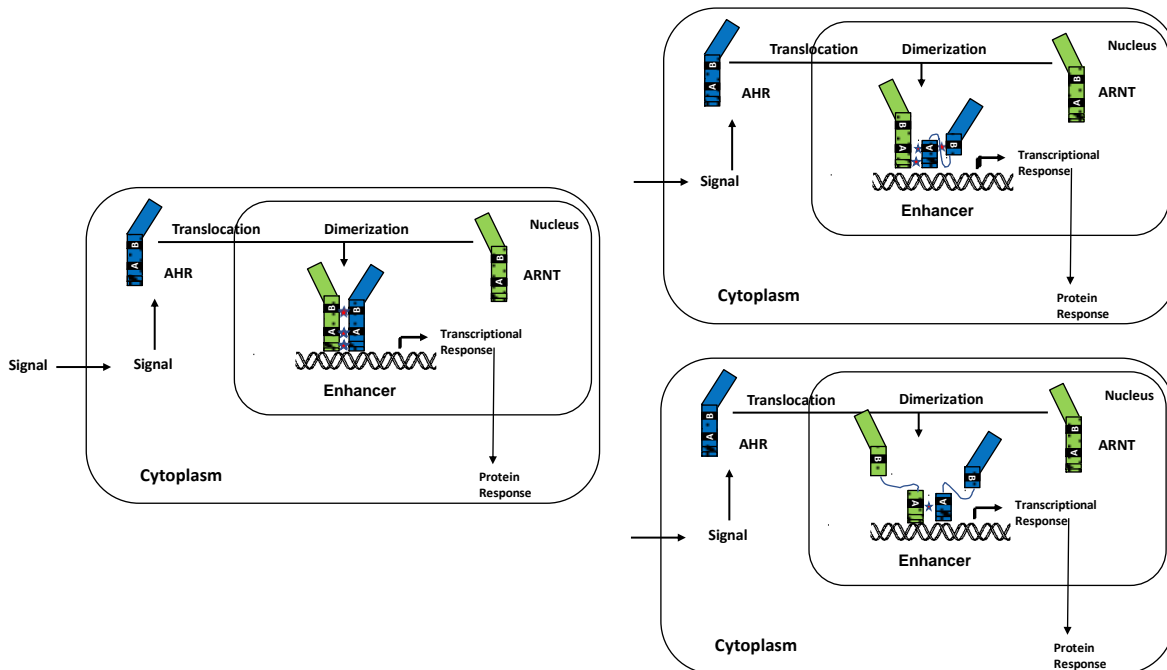 Signal
Signal
AHR
B
A
Translocation
Dimerization
Nucleus
ARNT
B
A
B
A
B
A
Transcriptional
Response
Enhancer
Cytoplasm
Protein
Response
AHR
B
A
Translocation
Dimerization
Nucleus
ARNT
B
A
B
A
A
B
Signal
Transcriptional
Response
Enhancer
Cytoplasm
Protein
Response
AHR
B
A
Translocation
Dimerization
Nucleus
ARNT
B
A
B
B
A
A
Signal
Transcriptional
Response
Enhancer
Cytoplasm
Protein
Response